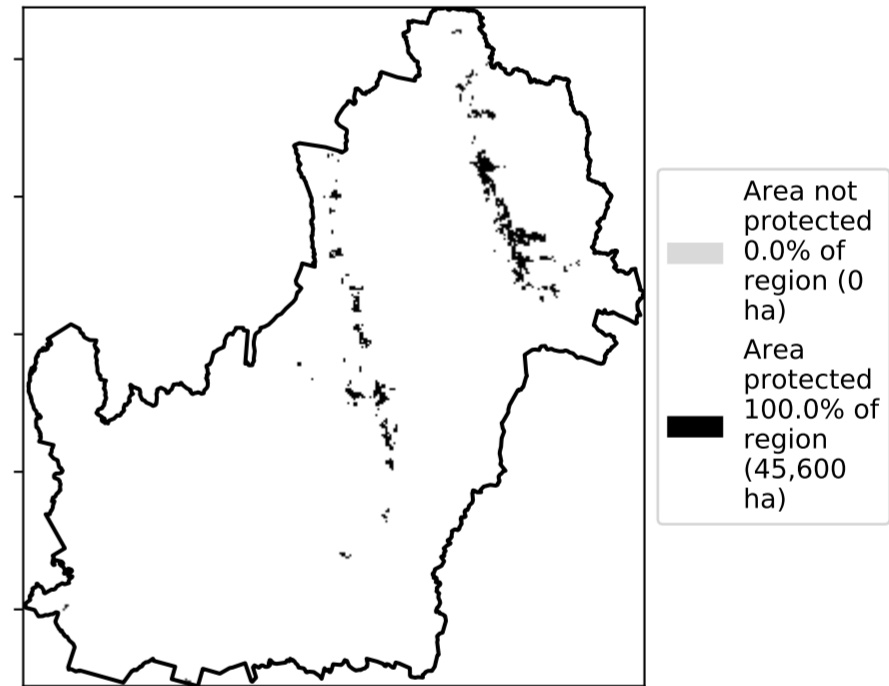 Area not
protected
0.0% of
region (0
ha)
Area
protected
100.0% of
region
(45,600
ha)